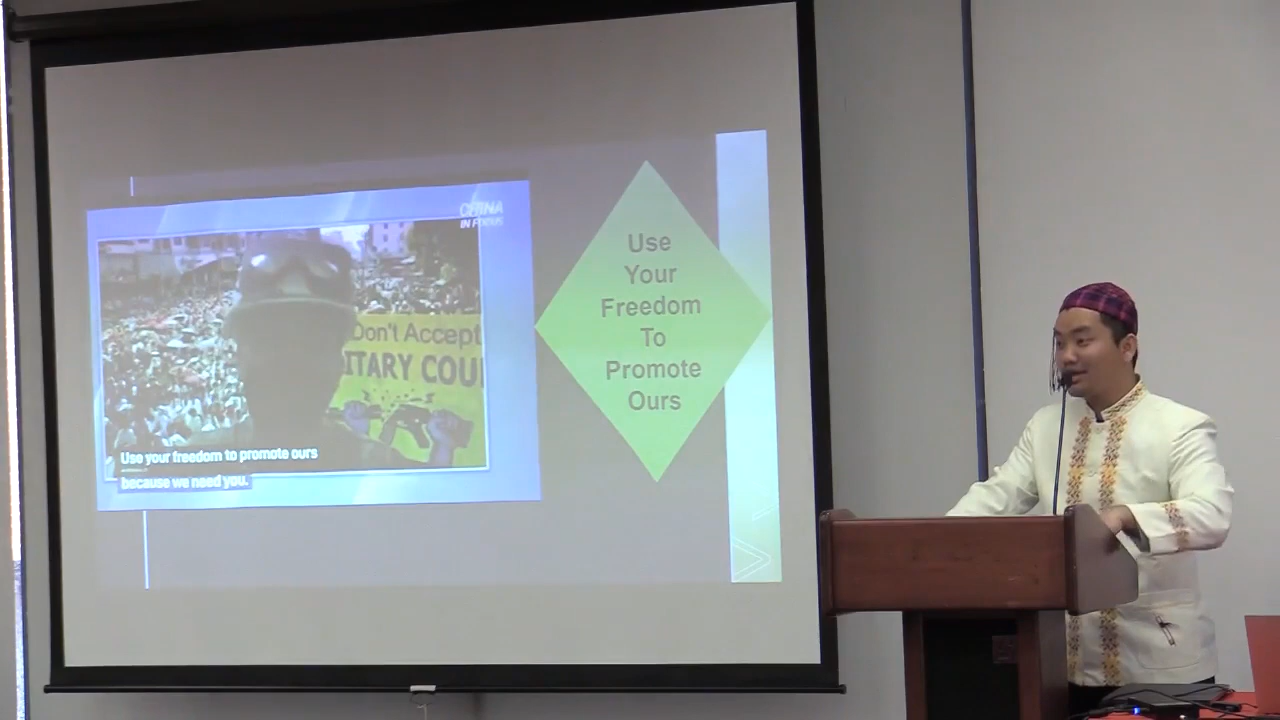 CHINA
IN FOCUS
Don't Accept
ITARY COU
Use your freedom to promote ours
because we need you.
Use
Your
Freedom
To
Promote
Ours